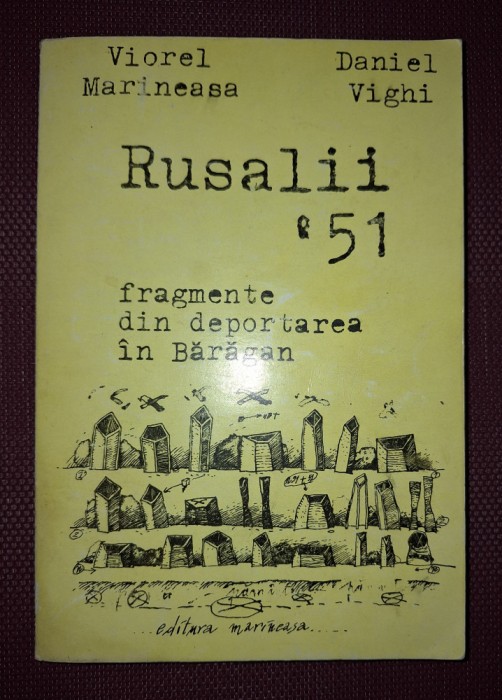 Viorel
Marineasa
Daniel
Vighi
Rusalii
'51
fragmente
din deportarea
în Bărăgan
...editura marineasa.....